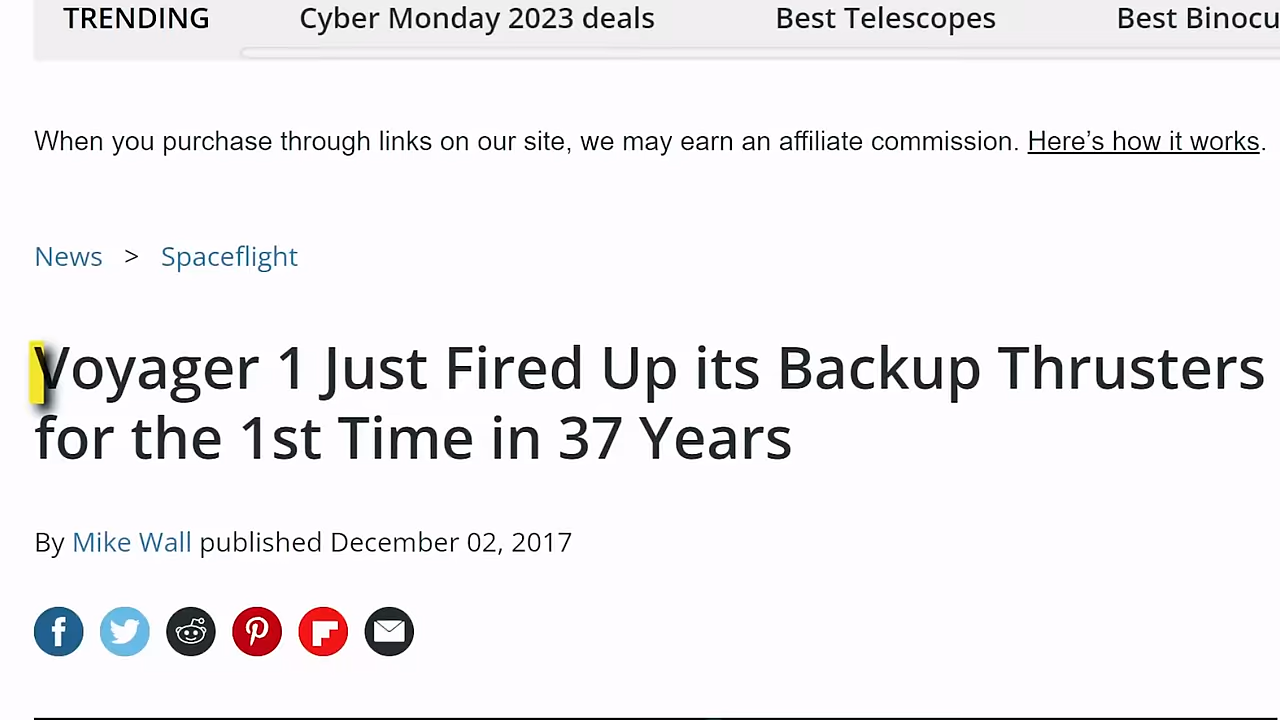 TRENDING Cyber Monday 2023 deals Best Telescopes Best Binocu
When you purchase through links on our site, we may earn an affiliate commission. Here’s how it works.
News > Spaceflight
Voyager 1 Just Fired Up its Backup Thrusters
for the 1st Time in 37 Years
By Mike Wall published December 02, 2017